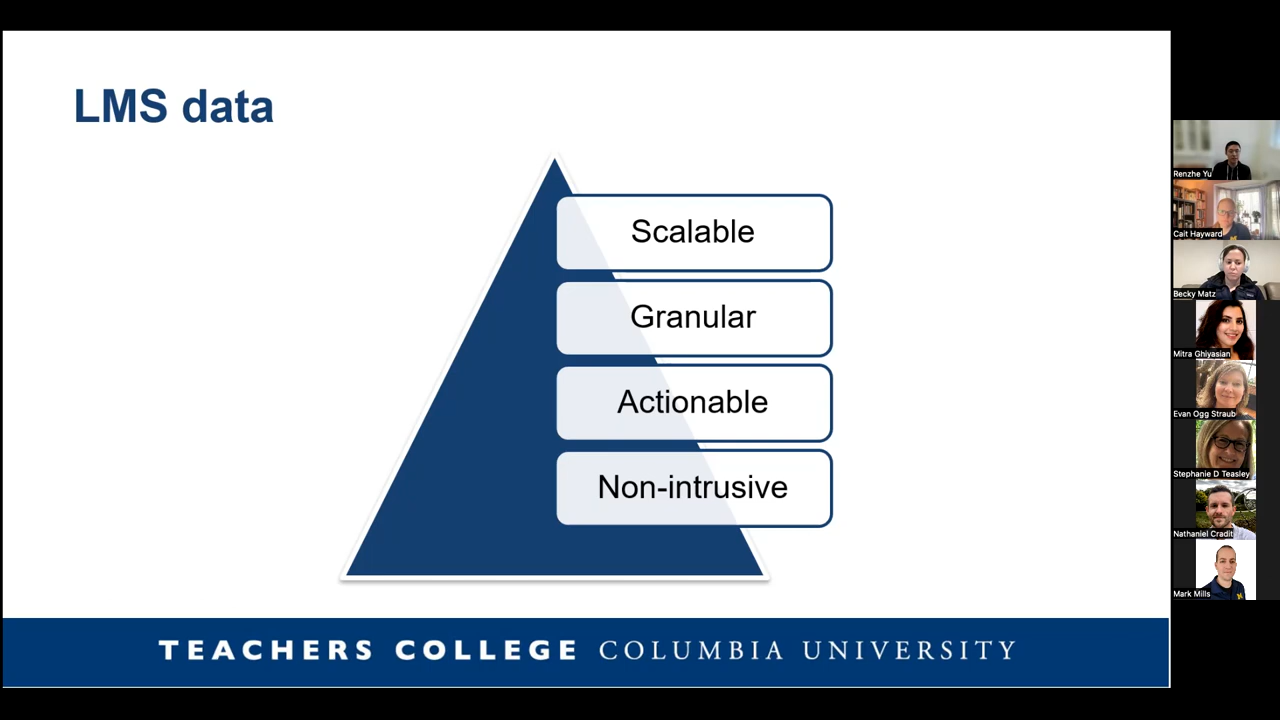 LMS data
Scalable
Granular
Actionable
Non-intrusive
TEACHERS COLLEGE COLUMBIA UNIVERSITY
Renzhe Yu
Cait Hayward
Becky Matz
Mitra Ghiyasian
Evan Ogg Straub
Stephanie D Teasley
Nathaniel Cradit
Mark Mills